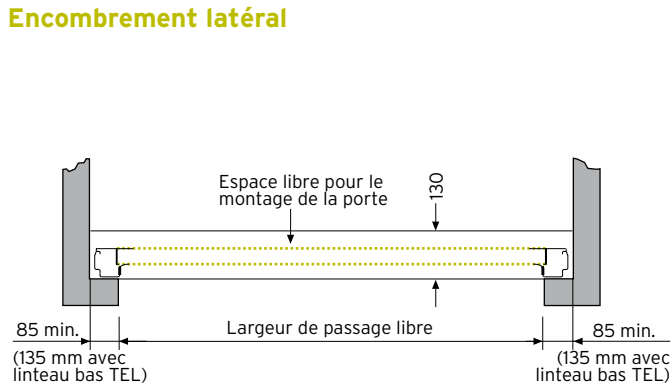 Encombrement latéral
Espace libre pour le
montage de la porte
130
85 min.
(135 mm avec
linteau bas TEL)
Largeur de passage libre
85 min.
(135 mm avec
linteau bas TEL)